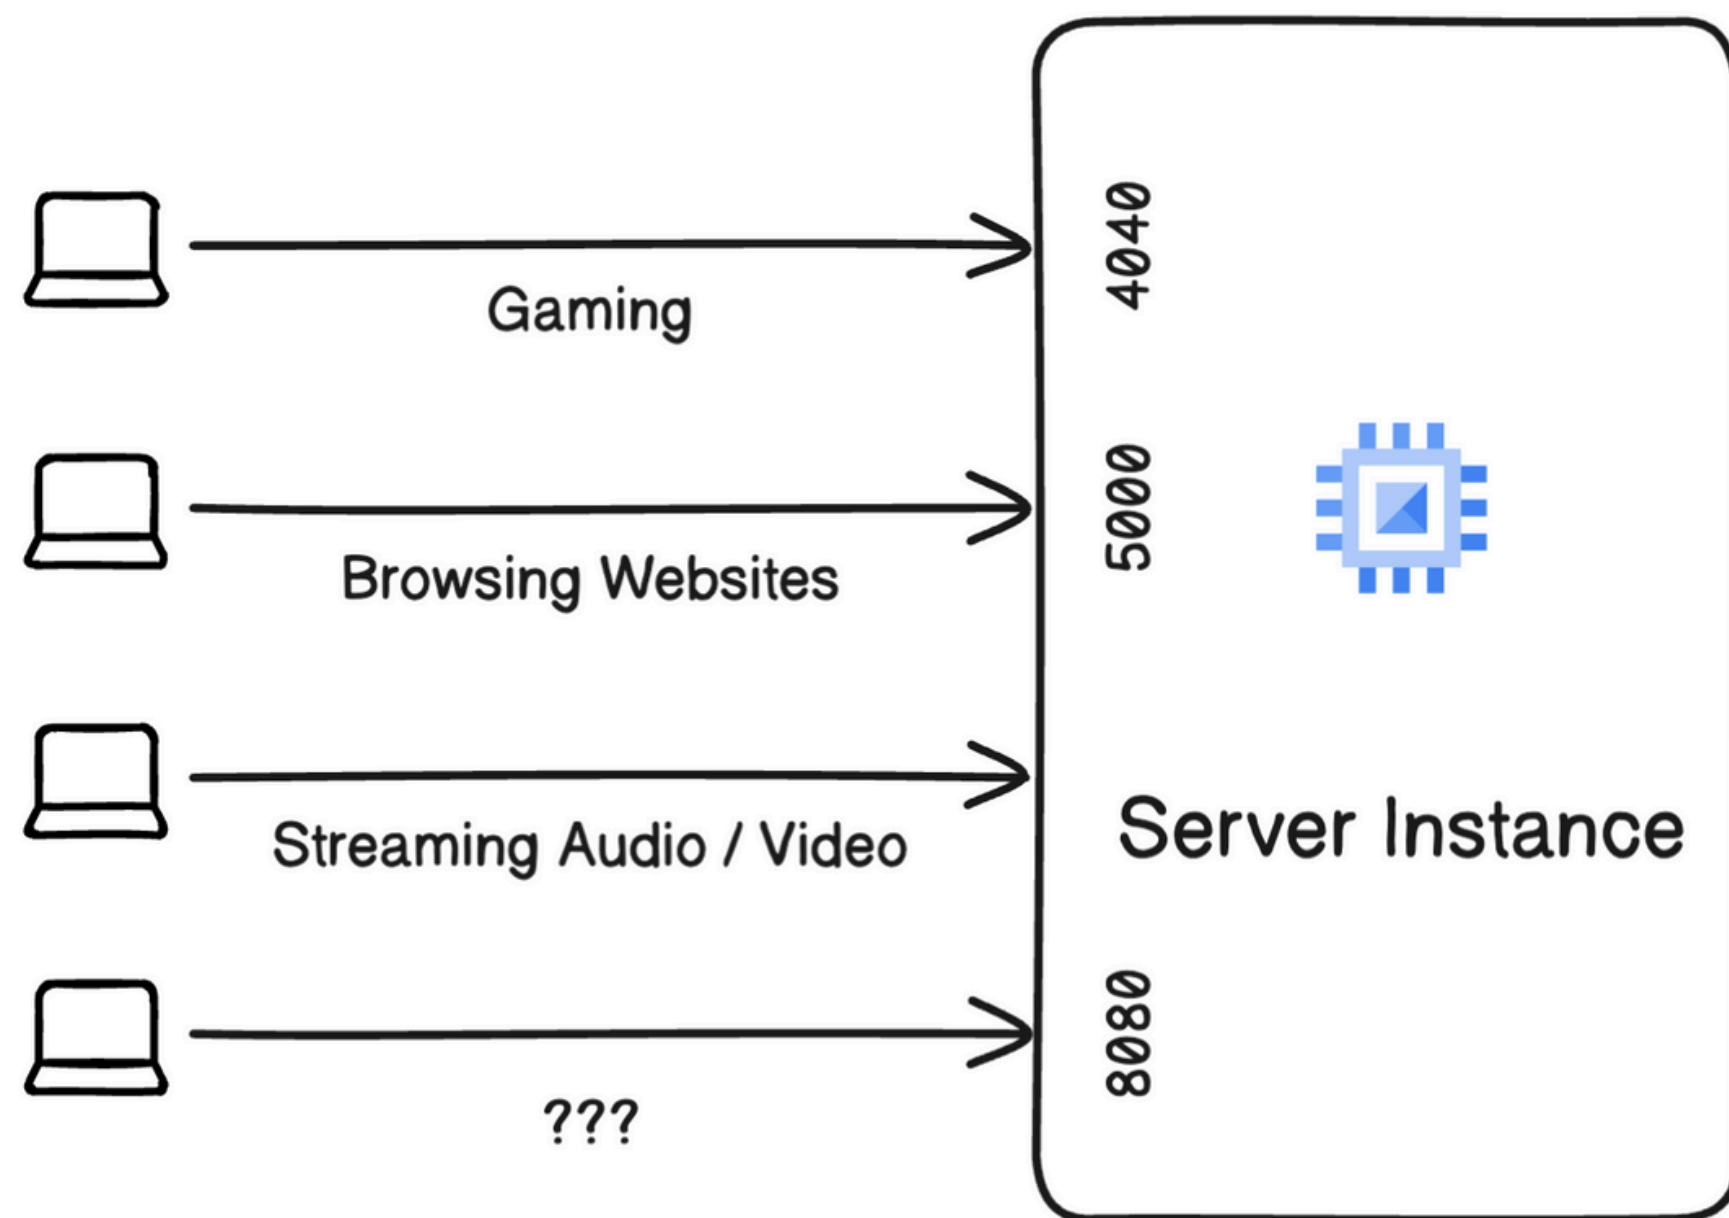 4040
Gaming
5000
Browsing Websites
Streaming Audio / Video
Server Instance
8080
???